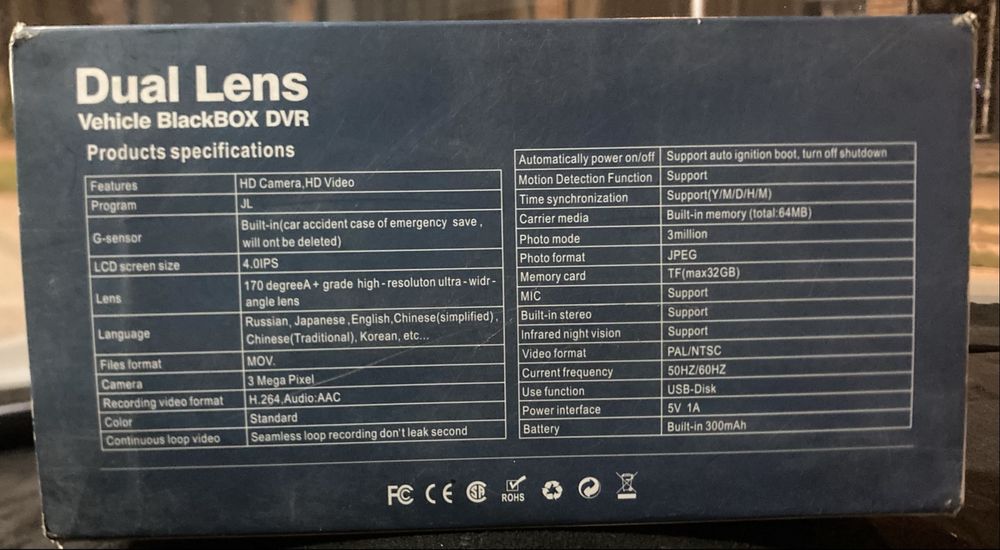 Dual Lens
Vehicle BlackBOX DVR
Products specifications
Features HD Camera,HD Video
Program JL
G-sensor Built-in(car accident case of emergency save ,
will ont be deleted)
LCD screen size 4.0IPS
Lens 170 degreeA+ grade high-resoluton ultra-widr-
angle lens
Language Russian, Japanese,English,Chinese(simplified),
Chinese(Traditional), Korean, etc...
Files format MOV.
Camera 3 Mega Pixel
Recording video format H.264,Audio:AAC
Color Standard
Continuous loop video Seamless loop recording don't leak second
Automatically power on/off Support auto ignition boot, turn off shutdown
Motion Detection Function Support
Time synchronization Support(Y/M/D/H/M)
Carrier media Built-in memory (total:64MB)
Photo mode 3million
Photo format JPEG
Memory card TF(max32GB)
MIC Support
Built-in stereo Support
Infrared night vision Support
Video format PAL/NTSC
Current frequency 50HZ/60HZ
Use function USB-Disk
Power interface 5V 1A
Battery Built-in 300mAh
FC CE SA ROHS